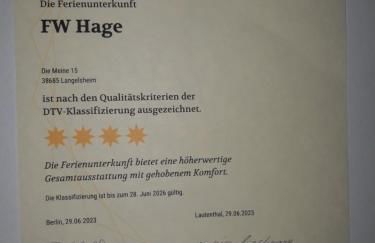 Die Ferienunterkunft
FW Hage
Die Meine 15
38685 Langelsheim
ist nach den Qualitätskriterien der
DTV-Klassifizierung ausgezeichnet.
Die Ferienunterkunft bietet eine höherwertige
Gesamtausstattung mit gehobenem Komfort.
Die Klassifizierung ist bis zum 28. Juni 2026 gültig.
Berlin, 29.06.2023 Lautenthal, 29.06.2023